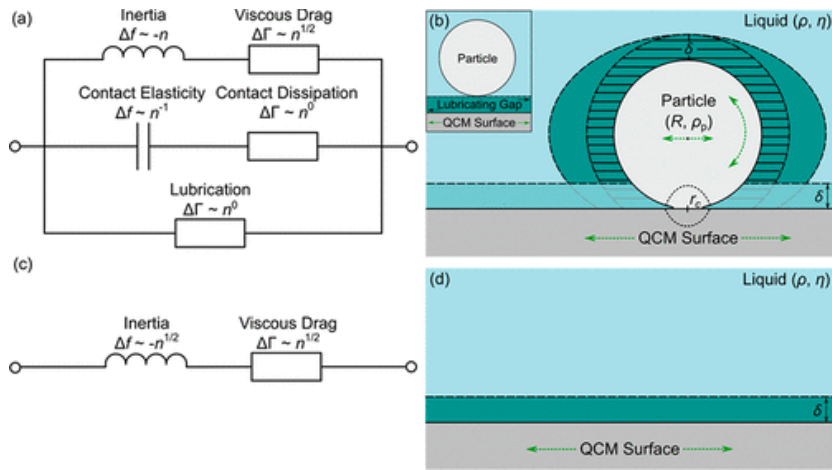 (a)
Inertia
Δf ~ -n
Viscous Drag
ΔΓ ~ n^1/2
Contact Elasticity
Δf ~ n^-1
Contact Dissipation
ΔΓ ~ n^0
Lubrication
ΔΓ ~ n^0
(b)
Liquid (ρ, η)
Particle
Lubricating Gap
QCM Surface
δ
Particle
(R, ρp)
rc
δ
QCM Surface
(c)
Inertia
Δf ~ -n^1/2
Viscous Drag
ΔΓ ~ n^1/2
(d)
Liquid (ρ, η)
δ
QCM Surface